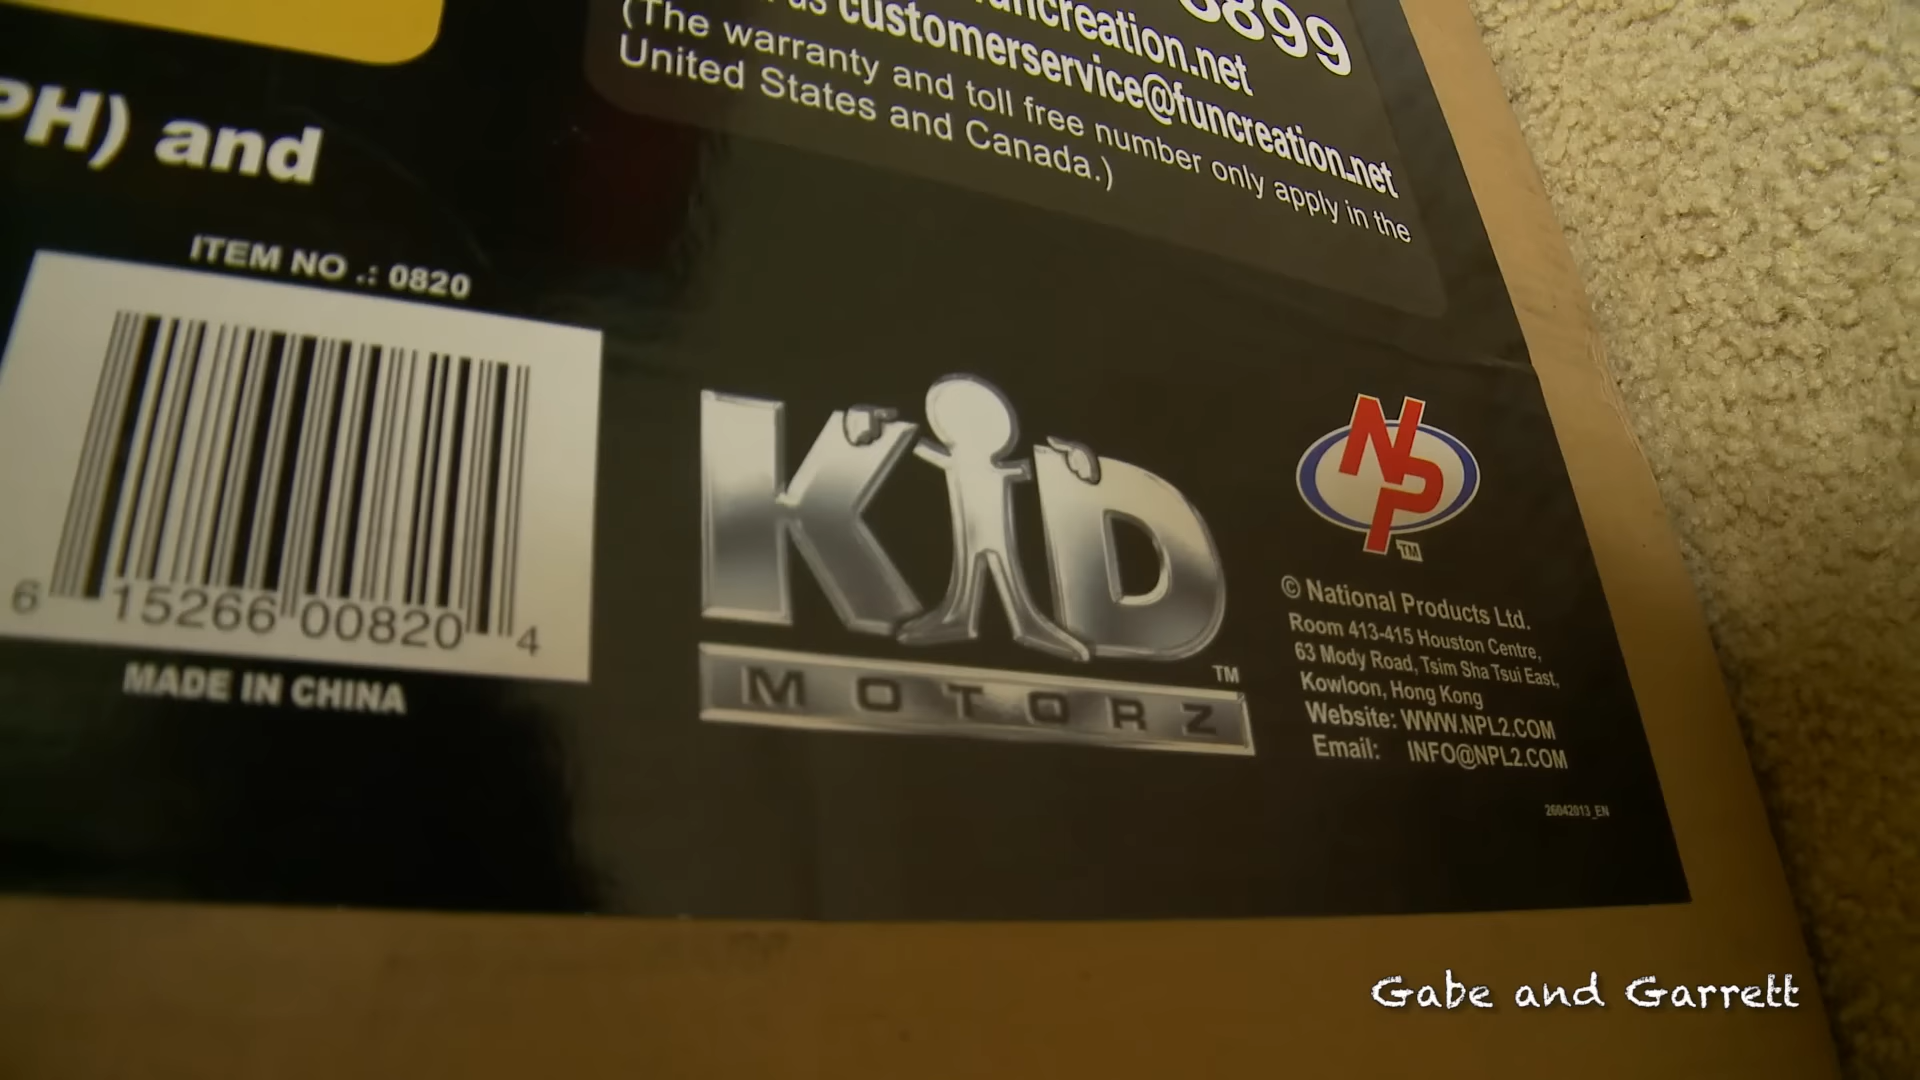 PH) and
ITEM NO .: 0820
6 15266 00820 4
MADE IN CHINA
899
funcreation.net
us customerservice@funcreation.net
(The warranty and toll free number only apply in the
United States and Canada.)
KiD
TM
MOTORZ
NP
TM
© National Products Ltd.
Room 413-415 Houston Centre,
63 Mody Road, Tsim Sha Tsui East,
Kowloon, Hong Kong
Website: WWW.NPL2.COM
Email: INFO@NPL2.COM
26042013_EN
Gabe and Garrett